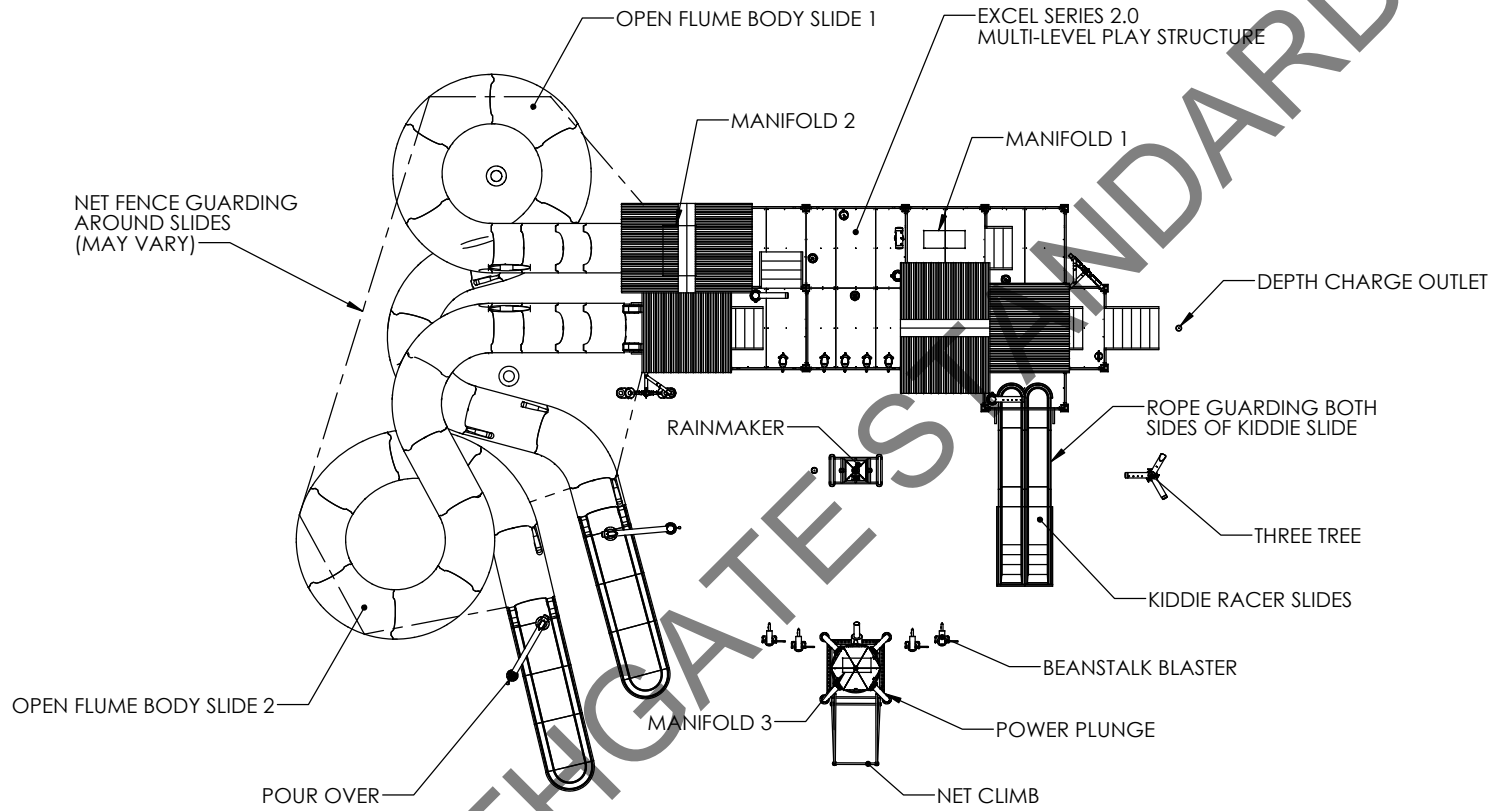 OPEN FLUME BODY SLIDE 1
EXCEL SERIES 2.0
MULTI-LEVEL PLAY STRUCTURE
MANIFOLD 2
MANIFOLD 1
NET FENCE GUARDING
AROUND SLIDES
(MAY VARY)
DEPTH CHARGE OUTLET
ROPE GUARDING BOTH
SIDES OF KIDDIE SLIDE
RAINMAKER
THREE TREE
KIDDIE RACER SLIDES
BEANSTALK BLASTER
OPEN FLUME BODY SLIDE 2
MANIFOLD 3
POWER PLUNGE
POUR OVER
NET CLIMB
THGATE STANDARD